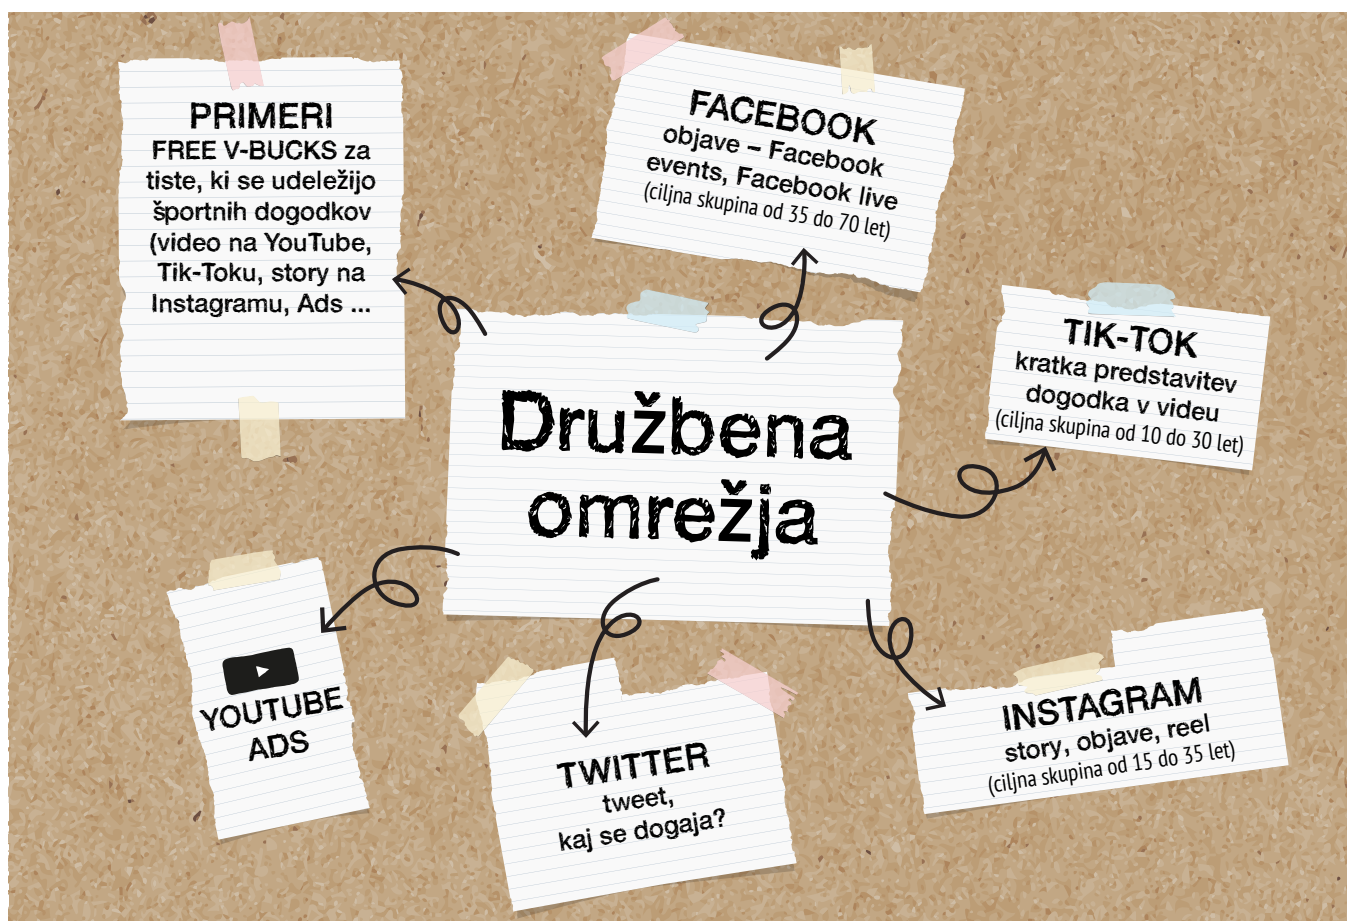 PRIMERI
FREE V-BUCKS za
tiste, ki se udeležijo
športnih dogodkov
(video na YouTube,
Tik-Toku, story na
Instagramu, Ads ...
FACEBOOK
objave – Facebook
events, Facebook live
(ciljna skupina od 35 do 70 let)
TIK-TOK
kratka predstavitev
dogodka v videu
(ciljna skupina od 10 do 30 let)
Družbena
omrežja
YOUTUBE
ADS
TWITTER
tweet,
kaj se dogaja?
INSTAGRAM
story, objave, reel
(ciljna skupina od 15 do 35 let)